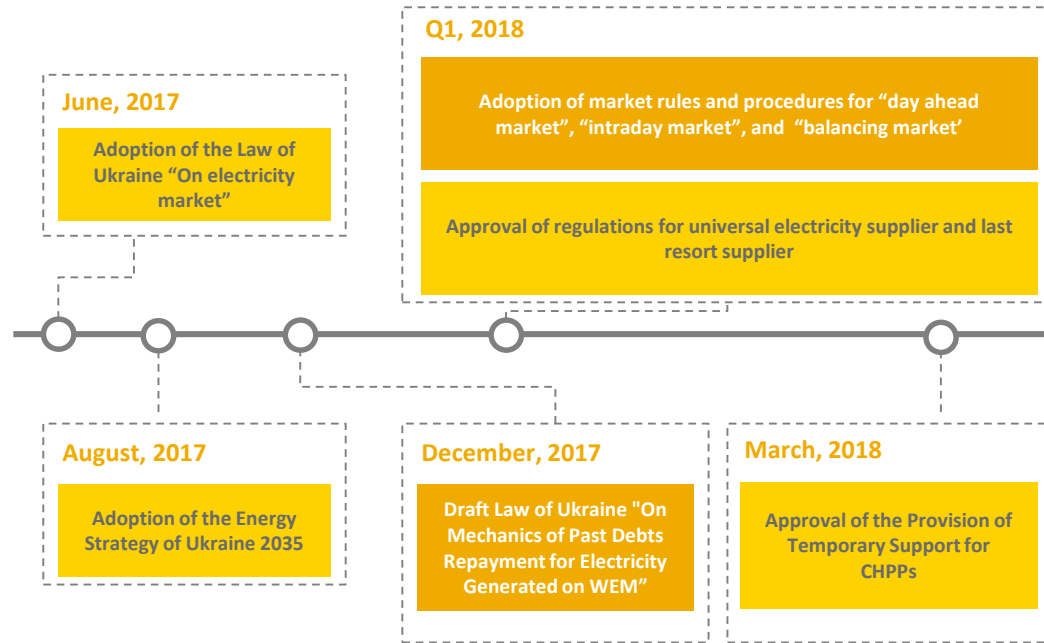 Q1, 2018
Adoption of market rules and procedures for “day ahead
market”, “intraday market”, and “balancing market‘
Approval of regulations for universal electricity supplier and last
resort supplier
June, 2017
Adoption of the Law of
Ukraine “On electricity
market”
August, 2017
Adoption of the Energy
Strategy of Ukraine 2035
December, 2017
Draft Law of Ukraine "On
Mechanics of Past Debts
Repayment for Electricity
Generated on WEM”
March, 2018
Approval of the Provision of
Temporary Support for
CHPPs